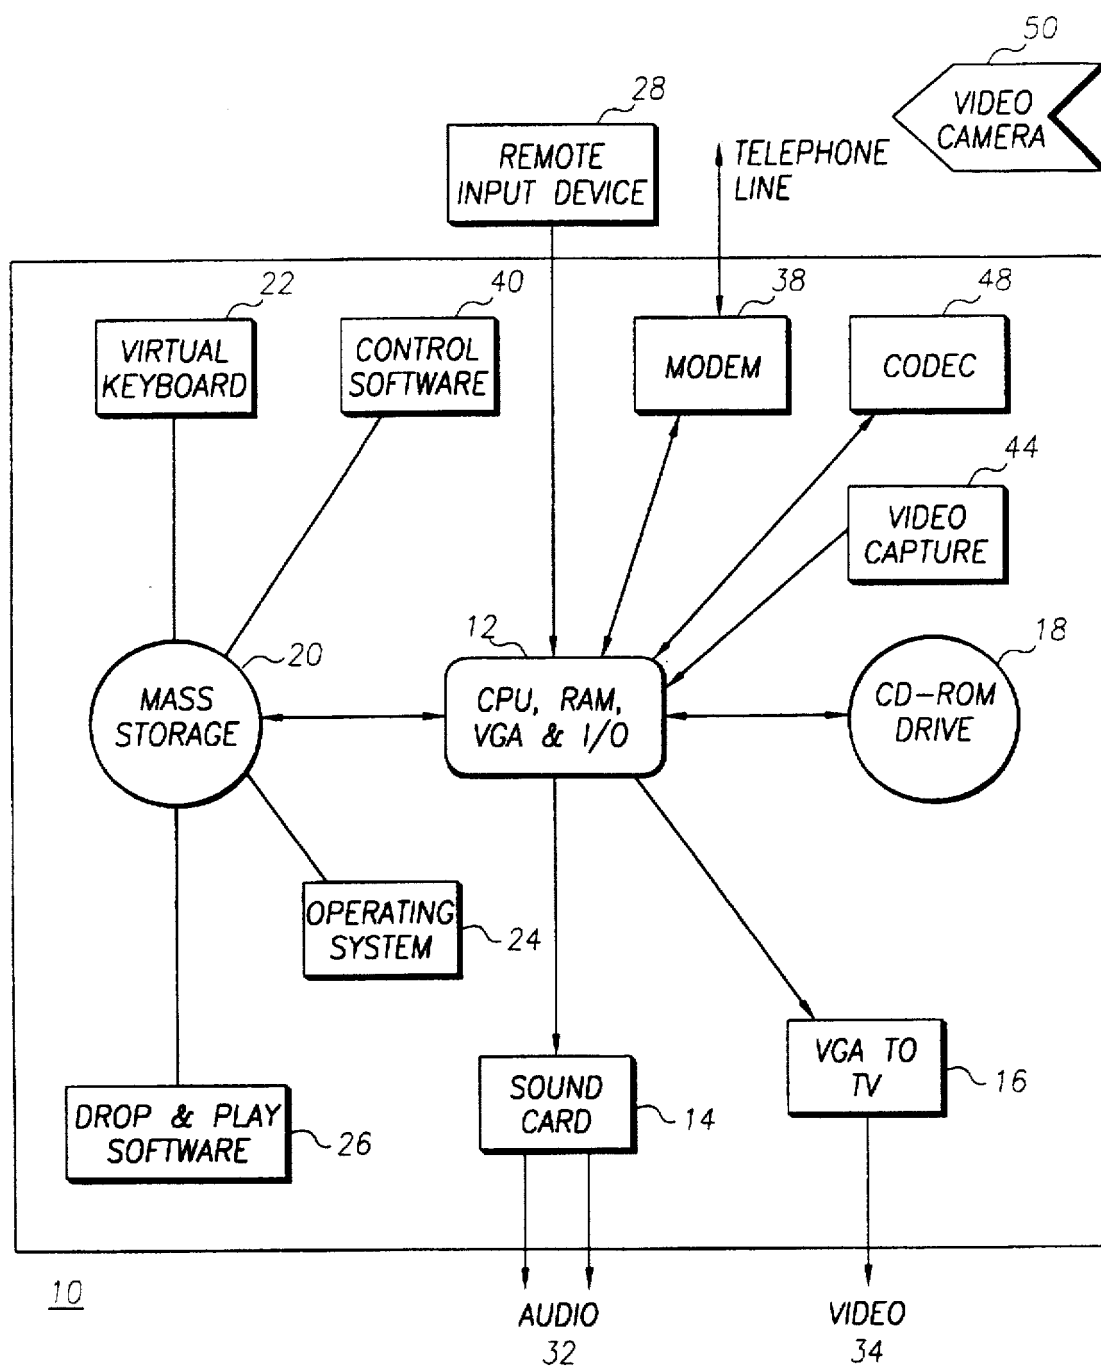 50
VIDEO
CAMERA
28
REMOTE
INPUT DEVICE
TELEPHONE
LINE
22
VIRTUAL
KEYBOARD
40
CONTROL
SOFTWARE
38
MODEM
48
CODEC
44
VIDEO
CAPTURE
20
MASS
STORAGE
12
CPU, RAM,
VGA & I/O
18
CD-ROM
DRIVE
OPERATING
SYSTEM
24
DROP & PLAY
SOFTWARE
26
SOUND
CARD
14
VGA TO
TV
16
10
AUDIO
32
VIDEO
34